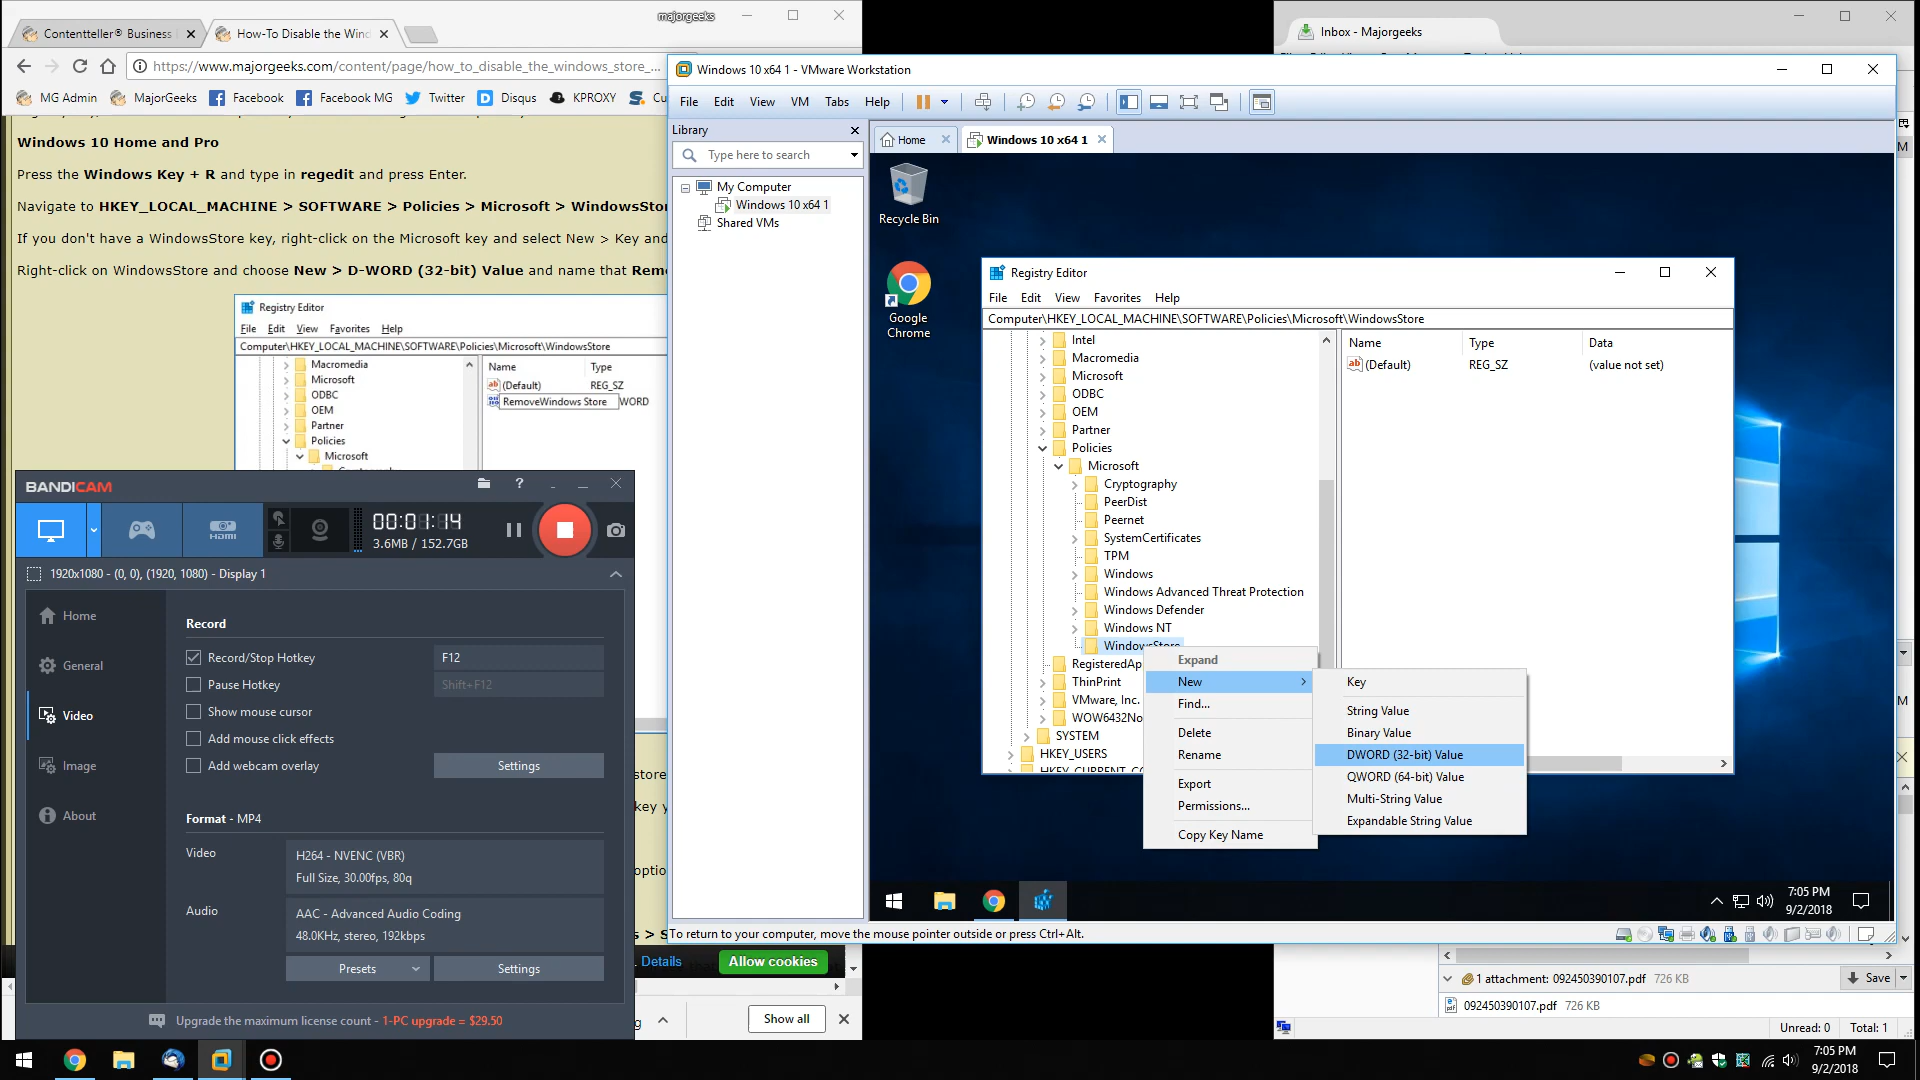 Contentteller® Business
How-To Disable the Wind
majorgeeks
https://www.majorgeeks.com/content/page/how_to_disable_the_windows_store_...
MG Admin
MajorGeeks
Facebook
Facebook MG
Twitter
Disqus
KPROXY
Cu
Windows 10 Home and Pro
Press the Windows Key + R and type in regedit and press Enter.
Navigate to HKEY_LOCAL_MACHINE > SOFTWARE > Policies > Microsoft > WindowsStor
If you don't have a WindowsStore key, right-click on the Microsoft key and select New > Key and
Right-click on WindowsStore and choose New > D-WORD (32-bit) Value and name that Rem
Registry Editor
File Edit View Favorites Help
Computer\HKEY_LOCAL_MACHINE\SOFTWARE\Policies\Microsoft\WindowsStore
Macromedia
Microsoft
ODBC
OEM
Partner
Policies
Microsoft
Name Type
(Default) REG_SZ
RemoveWindows Store WORD
BANDICAM
00:01:14
3.6MB / 152.7GB
1920x1080 - (0, 0), (1920, 1080) - Display 1
Home
General
Video
Image
About
Record
Record/Stop Hotkey F12
Pause Hotkey Shift+F12
Show mouse cursor
Add mouse click effects
Add webcam overlay Settings
Format - MP4
Video
H264 - NVENC (VBR)
Full Size, 30.00fps, 80q
Audio
AAC - Advanced Audio Coding
48.0KHz, stereo, 192kbps
Presets Settings
Upgrade the maximum license count - 1-PC upgrade = $29.50
store
key y
optio
s > S
Details Allow cookies
Show all
Inbox - Majorgeeks
Windows 10 x64 1 - VMware Workstation
File Edit View VM Tabs Help
Library
Type here to search
My Computer
Windows 10 x64 1
Shared VMs
Home
Windows 10 x64 1
Recycle Bin
Google
Chrome
Registry Editor
File Edit View Favorites Help
Computer\HKEY_LOCAL_MACHINE\SOFTWARE\Policies\Microsoft\WindowsStore
Intel
Macromedia
Microsoft
ODBC
OEM
Partner
Policies
Microsoft
Cryptography
PeerDist
Peernet
SystemCertificates
TPM
Windows
Windows Advanced Threat Protection
Windows Defender
Windows NT
WindowsStore
RegisteredAp
ThinPrint
VMware, Inc.
WOW6432No
SYSTEM
HKEY_USERS
HKEY_CURRENT_CO
Name Type Data
(Default) REG_SZ (value not set)
Expand
New
Find...
Delete
Rename
Export
Permissions...
Copy Key Name
Key
String Value
Binary Value
DWORD (32-bit) Value
QWORD (64-bit) Value
Multi-String Value
Expandable String Value
7:05 PM
9/2/2018
To return to your computer, move the mouse pointer outside or press Ctrl+Alt.
1 attachment: 092450390107.pdf 726 KB Save
092450390107.pdf 726 KB
Unread: 0 Total: 1
7:05 PM
9/2/2018